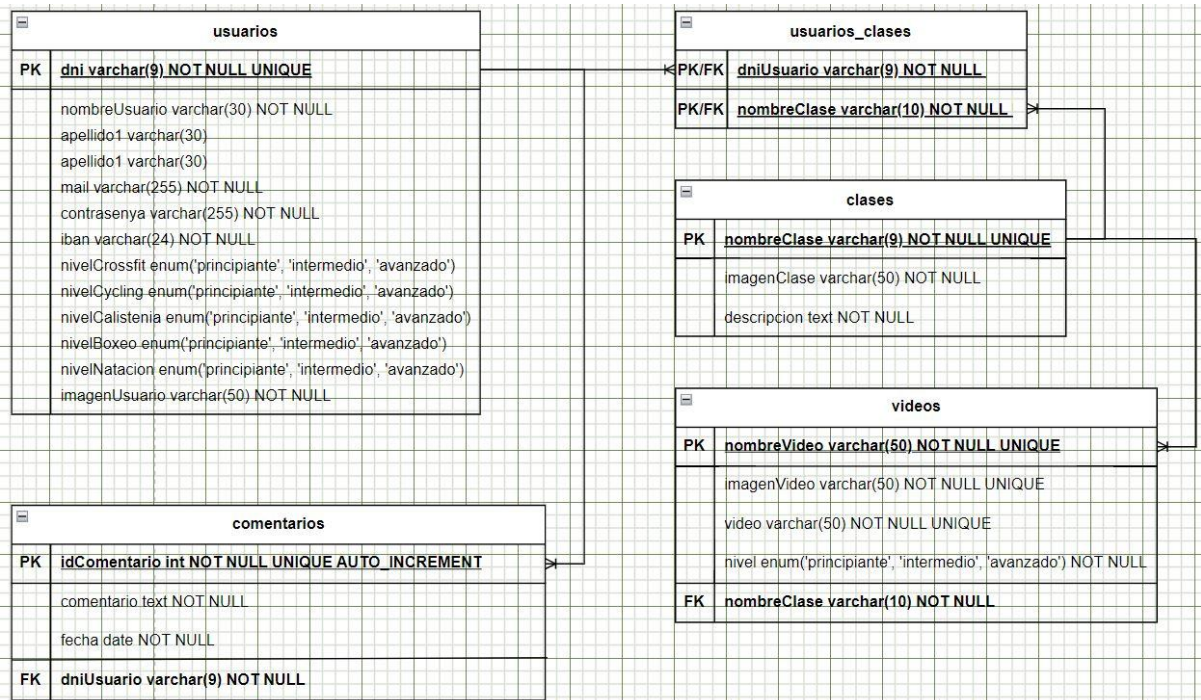 usuarios
PK dni varchar(9) NOT NULL UNIQUE
nombreUsuario varchar(30) NOT NULL
apellido1 varchar(30)
apellido1 varchar(30)
mail varchar(255) NOT NULL
contrasenya varchar(255) NOT NULL
iban varchar(24) NOT NULL
nivelCrossfit enum('principiante', 'intermedio', 'avanzado')
nivelCycling enum('principiante', 'intermedio', 'avanzado')
nivelCalistenia enum('principiante', 'intermedio', 'avanzado')
nivelBoxeo enum('principiante', 'intermedio', 'avanzado')
nivelNatacion enum('principiante', 'intermedio', 'avanzado')
imagenUsuario varchar(50) NOT NULL
comentarios
PK idComentario int NOT NULL UNIQUE AUTO_INCREMENT
comentario text NOT NULL
fecha date NOT NULL
FK dniUsuario varchar(9) NOT NULL
usuarios_clases
PK/FK dniUsuario varchar(9) NOT NULL
PK/FK nombreClase varchar(10) NOT NULL
clases
PK nombreClase varchar(9) NOT NULL UNIQUE
imagenClase varchar(50) NOT NULL
descripcion text NOT NULL
videos
PK nombreVideo varchar(50) NOT NULL UNIQUE
imagenVideo varchar(50) NOT NULL UNIQUE
video varchar(50) NOT NULL UNIQUE
nivel enum('principiante', 'intermedio', 'avanzado') NOT NULL
FK nombreClase varchar(10) NOT NULL